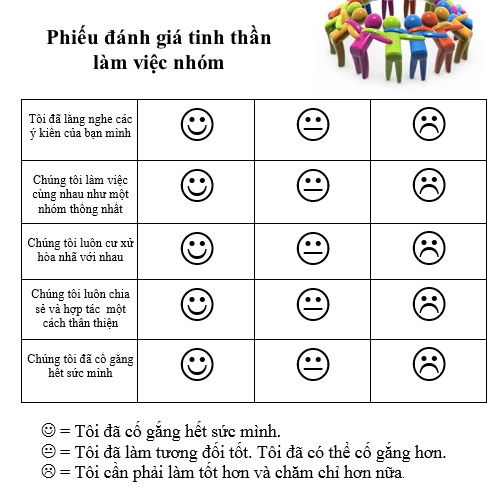 Phiếu đánh giá tinh thần
làm việc nhóm
Tôi đã lăng nghe các
ý kiến của bạn mình
Chúng tôi làm việc
cùng nhau như một
nhóm thống nhất
Chúng tôi luôn cư xử
hòa nhã với nhau
Chúng tôi luôn chia
sẻ và hợp tác một
cách thân thiện
Chúng tôi đã cố gắng
hết sức mình
☺ = Tôi đã cố gắng hết sức mình.
😐 = Tôi đã làm tương đối tốt. Tôi đã có thể cố gắng hơn.
☹ = Tôi cần phải làm tốt hơn và chăm chỉ hơn nữa.